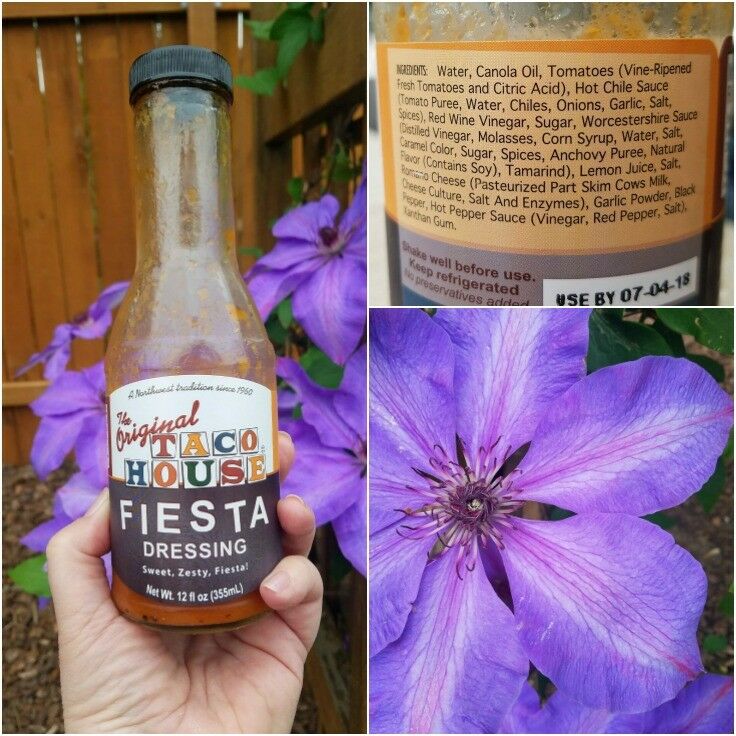 A Northwest tradition since 1960
The
Original
TACO
HOUSE
FIESTA
DRESSING
Sweet, Zesty, Fiesta!
Net Wt. 12 fl oz (355mL)
INGREDIENTS: Water, Canola Oil, Tomatoes (Vine-Ripened
Fresh Tomatoes and Citric Acid), Hot Chile Sauce
(Tomato Puree, Water, Chiles, Onions, Garlic, Salt,
Spices), Red Wine Vinegar, Sugar, Worcestershire Sauce
(Distilled Vinegar, Molasses, Corn Syrup, Water, Salt,
Caramel Color, Sugar, Spices, Anchovy Puree, Natural
Flavor (Contains Soy), Tamarind), Lemon Juice, Salt,
Romano Cheese (Pasteurized Part Skim Cows Milk,
Cheese Culture, Salt And Enzymes), Garlic Powder, Black
Pepper, Hot Pepper Sauce (Vinegar, Red Pepper, Salt),
Xanthan Gum.
Shake well before use.
Keep refrigerated
No preservatives added
USE BY 07-04-18